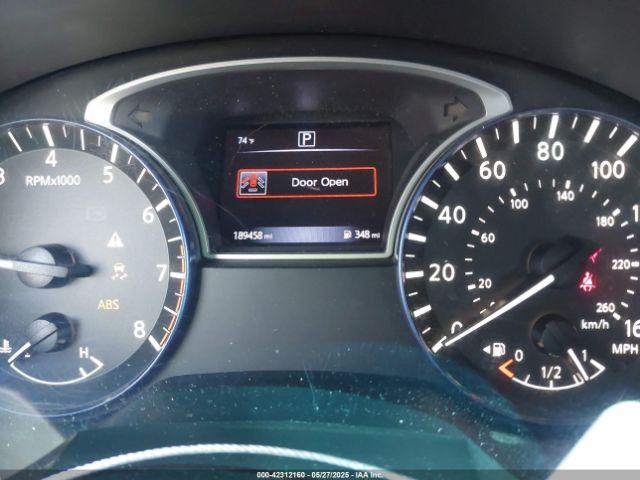 74 °F
P
Door Open
189458 mi
348 mi
3 4 5 6 7 8
RPMx1000
ABS
H
0 20 40 60 80 100
20 60 100 140 180 220 260
km/h
MPH
0 1/2 1
000-42312160 - 05/27/2025 - IAA Inc.